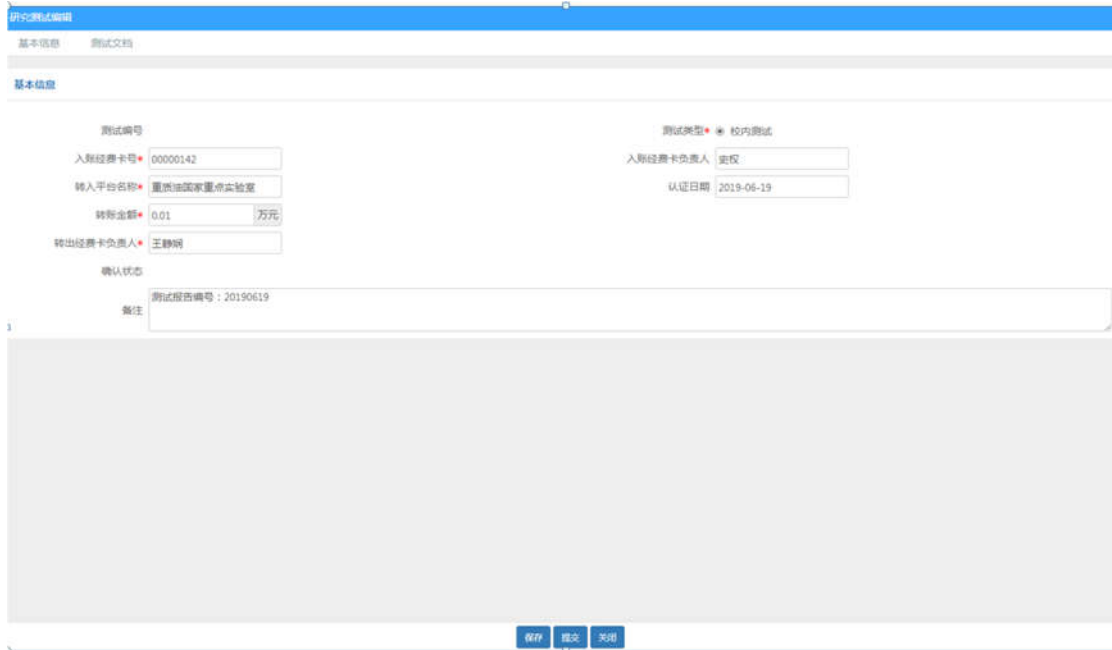 研究测试编辑
基本信息 测试文档
基本信息
测试编号 测试类型* 校内测试
入账经费卡号* 00000142 入账经费卡负责人 史权
转入平台名称* 重质油国家重点实验室 认证日期 2019-06-19
转账金额* 0.01 万元
转出经费卡负责人* 王静娴
确认状态
备注 测试报告编号:20190619
保存 提交 关闭